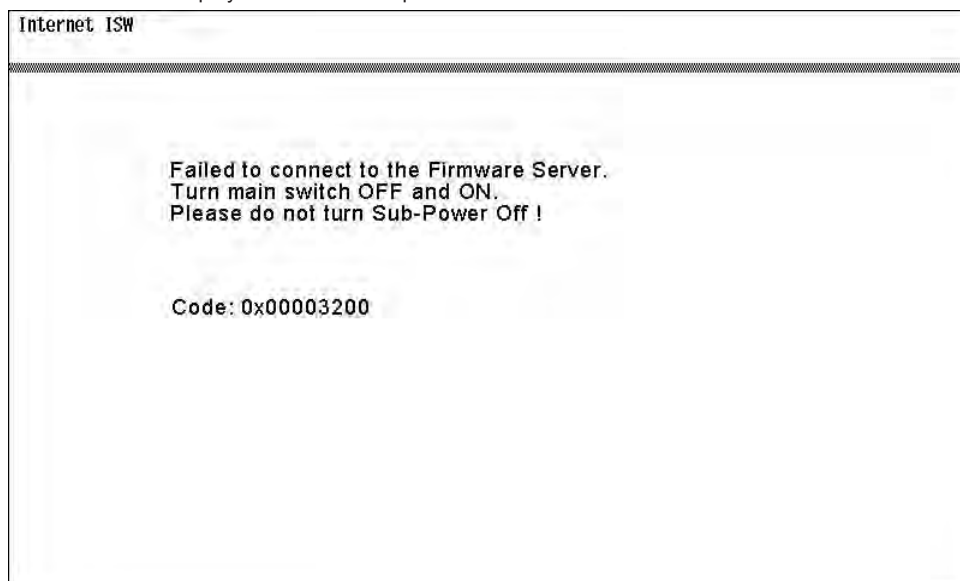 Internet ISW
Failed to connect to the Firmware Server.
Turn main switch OFF and ON.
Please do not turn Sub-Power Off !
Code: 0x00003200